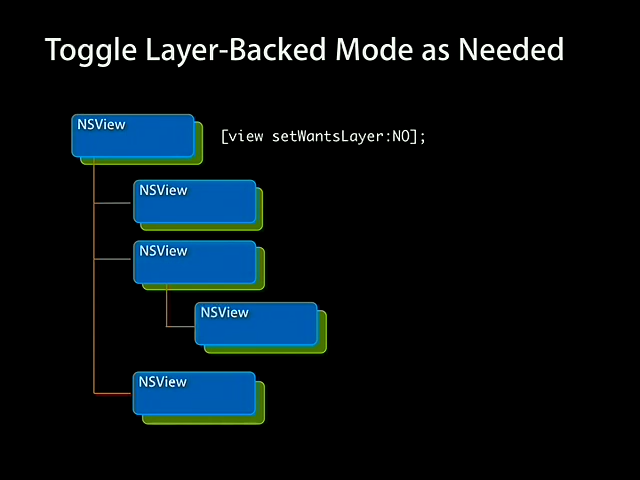 Toggle Layer-Backed Mode as Needed
NSView
[view setWantsLayer:NO];
NSView
NSView
NSView
NSView